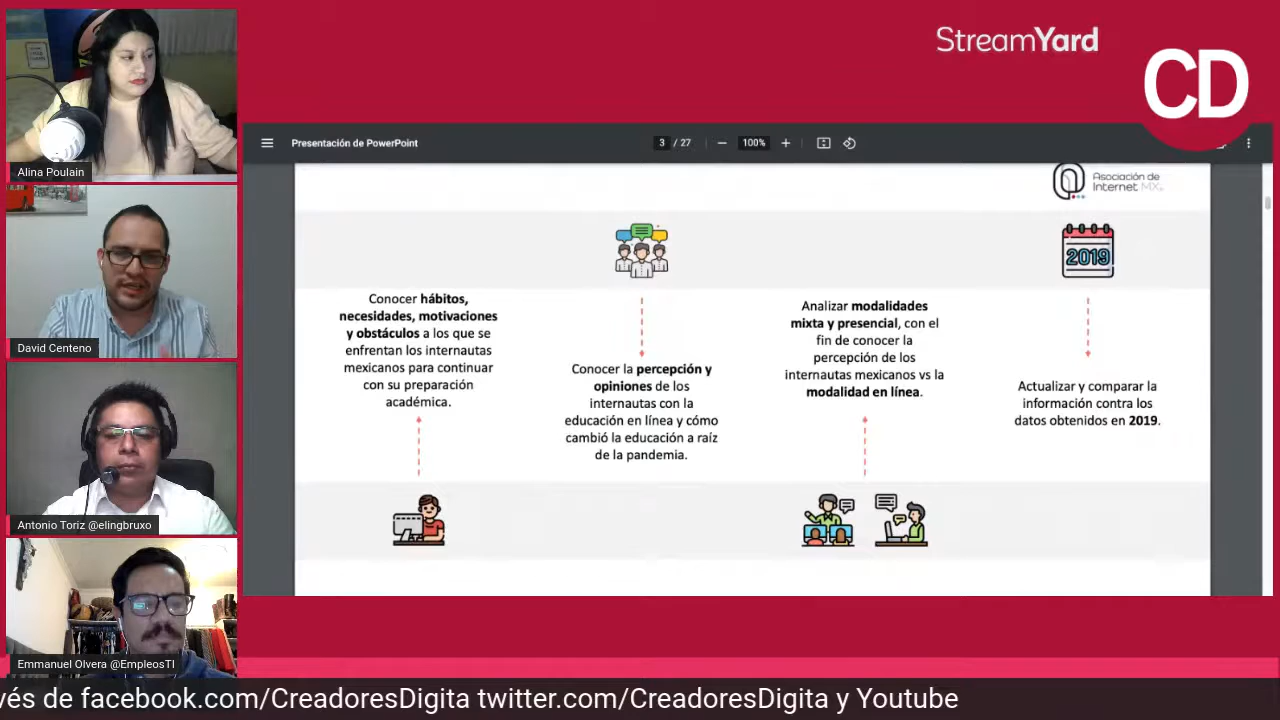 StreamYard
CD
Alina Poulain
David Centeno
Antonio Toriz @elingbruxo
Emmanuel Olvera @EmpleosTI
Presentación de PowerPoint
3 / 27
100%
Asociación de
Internet MX
2019
Conocer hábitos,
necesidades, motivaciones
y obstáculos a los que se
enfrentan los internautas
mexicanos para continuar
con su preparación
académica.
Conocer la percepción y
opiniones de los
internautas con la
educación en línea y cómo
cambió la educación a raíz
de la pandemia.
Analizar modalidades
mixta y presencial, con el
fin de conocer la
percepción de los
internautas mexicanos vs la
modalidad en línea.
Actualizar y comparar la
información contra los
datos obtenidos en 2019.
vés de facebook.com/CreadoresDigita twitter.com/CreadoresDigita y Youtube